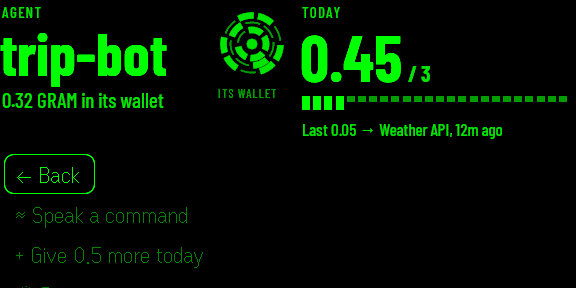 AGENT
trip-bot
0.32 GRAM in its wallet
ITS WALLET
TODAY
0.45 / 3
Last 0.05 → Weather API, 12m ago
← Back
≈ Speak a command
+ Give 0.5 more today